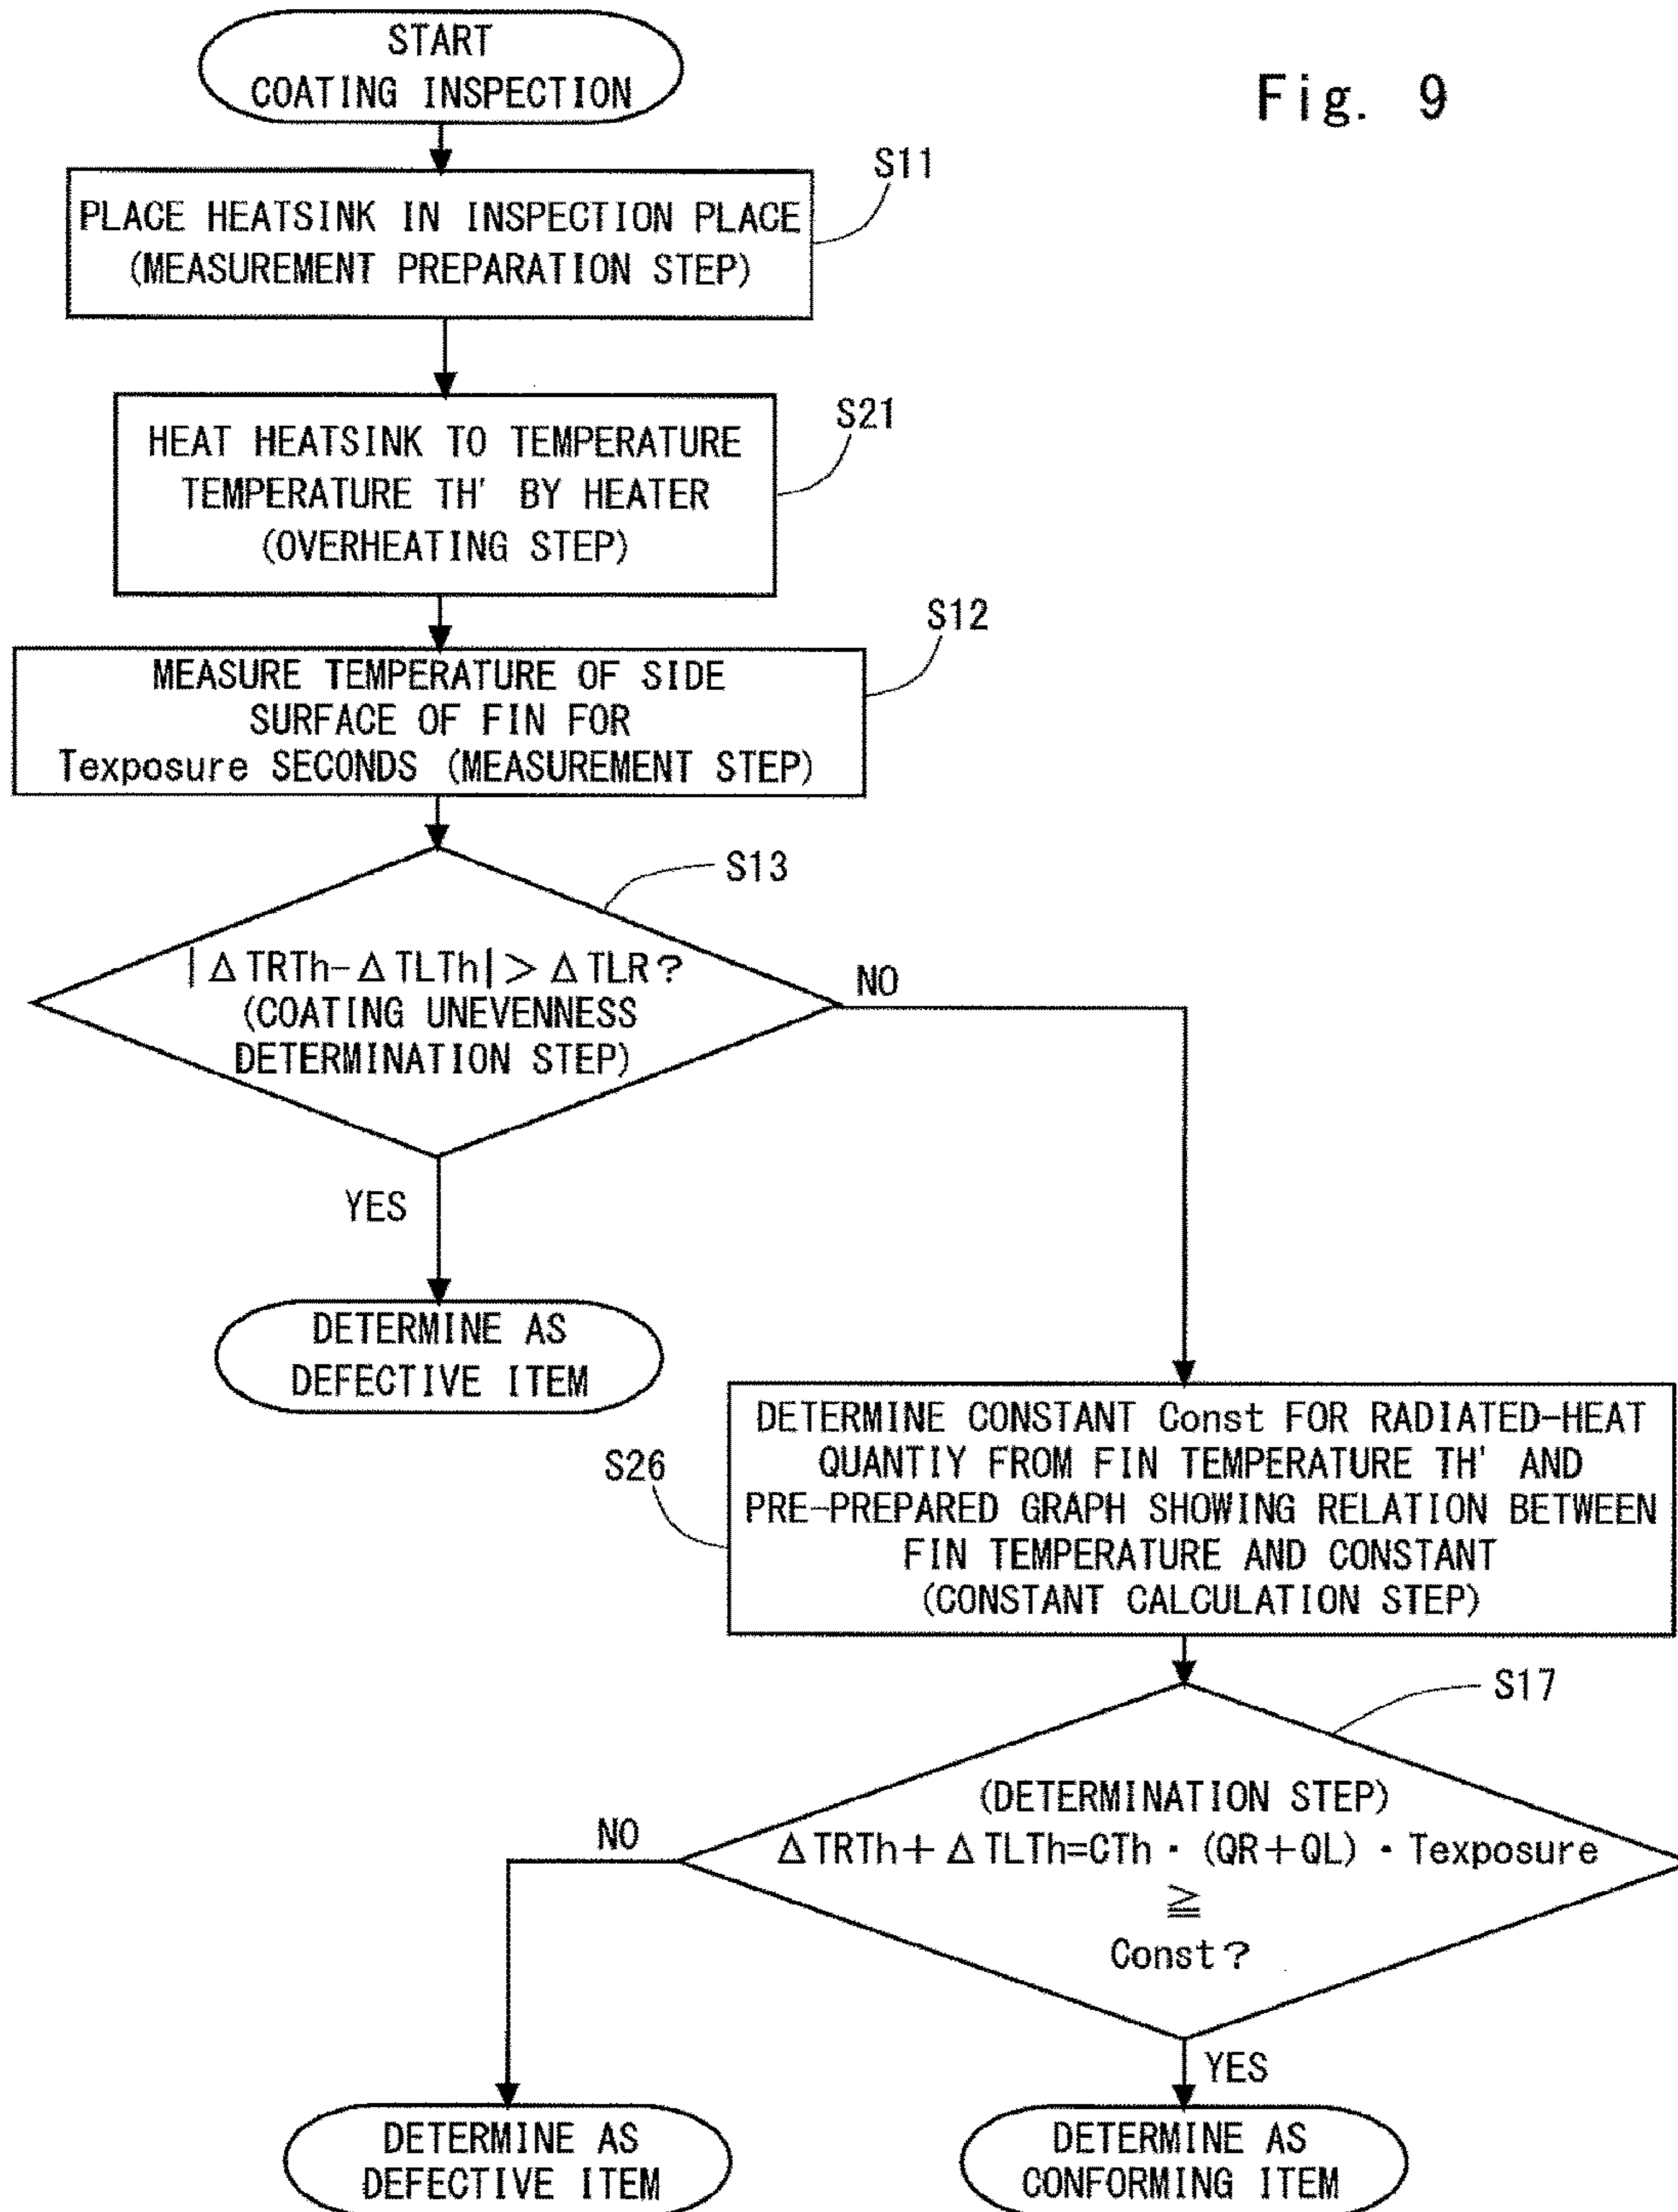 START
COATING INSPECTION
Fig. 9
S11
PLACE HEATSINK IN INSPECTION PLACE
(MEASUREMENT PREPARATION STEP)
S21
HEAT HEATSINK TO TEMPERATURE
TEMPERATURE TH' BY HEATER
(OVERHEATING STEP)
S12
MEASURE TEMPERATURE OF SIDE
SURFACE OF FIN FOR
Texposure SECONDS (MEASUREMENT STEP)
S13
|ΔTRTh-ΔTLTh|>ΔTLR?
(COATING UNEVENNESS
DETERMINATION STEP)
NO
YES
DETERMINE AS
DEFECTIVE ITEM
S26
DETERMINE CONSTANT Const FOR RADIATED-HEAT
QUANTIY FROM FIN TEMPERATURE TH' AND
PRE-PREPARED GRAPH SHOWING RELATION BETWEEN
FIN TEMPERATURE AND CONSTANT
(CONSTANT CALCULATION STEP)
S17
(DETERMINATION STEP)
ΔTRTh+ΔTLTh=CTh・(QR+QL)・Texposure
≧
Const?
NO
YES
DETERMINE AS
DEFECTIVE ITEM
DETERMINE AS
CONFORMING ITEM